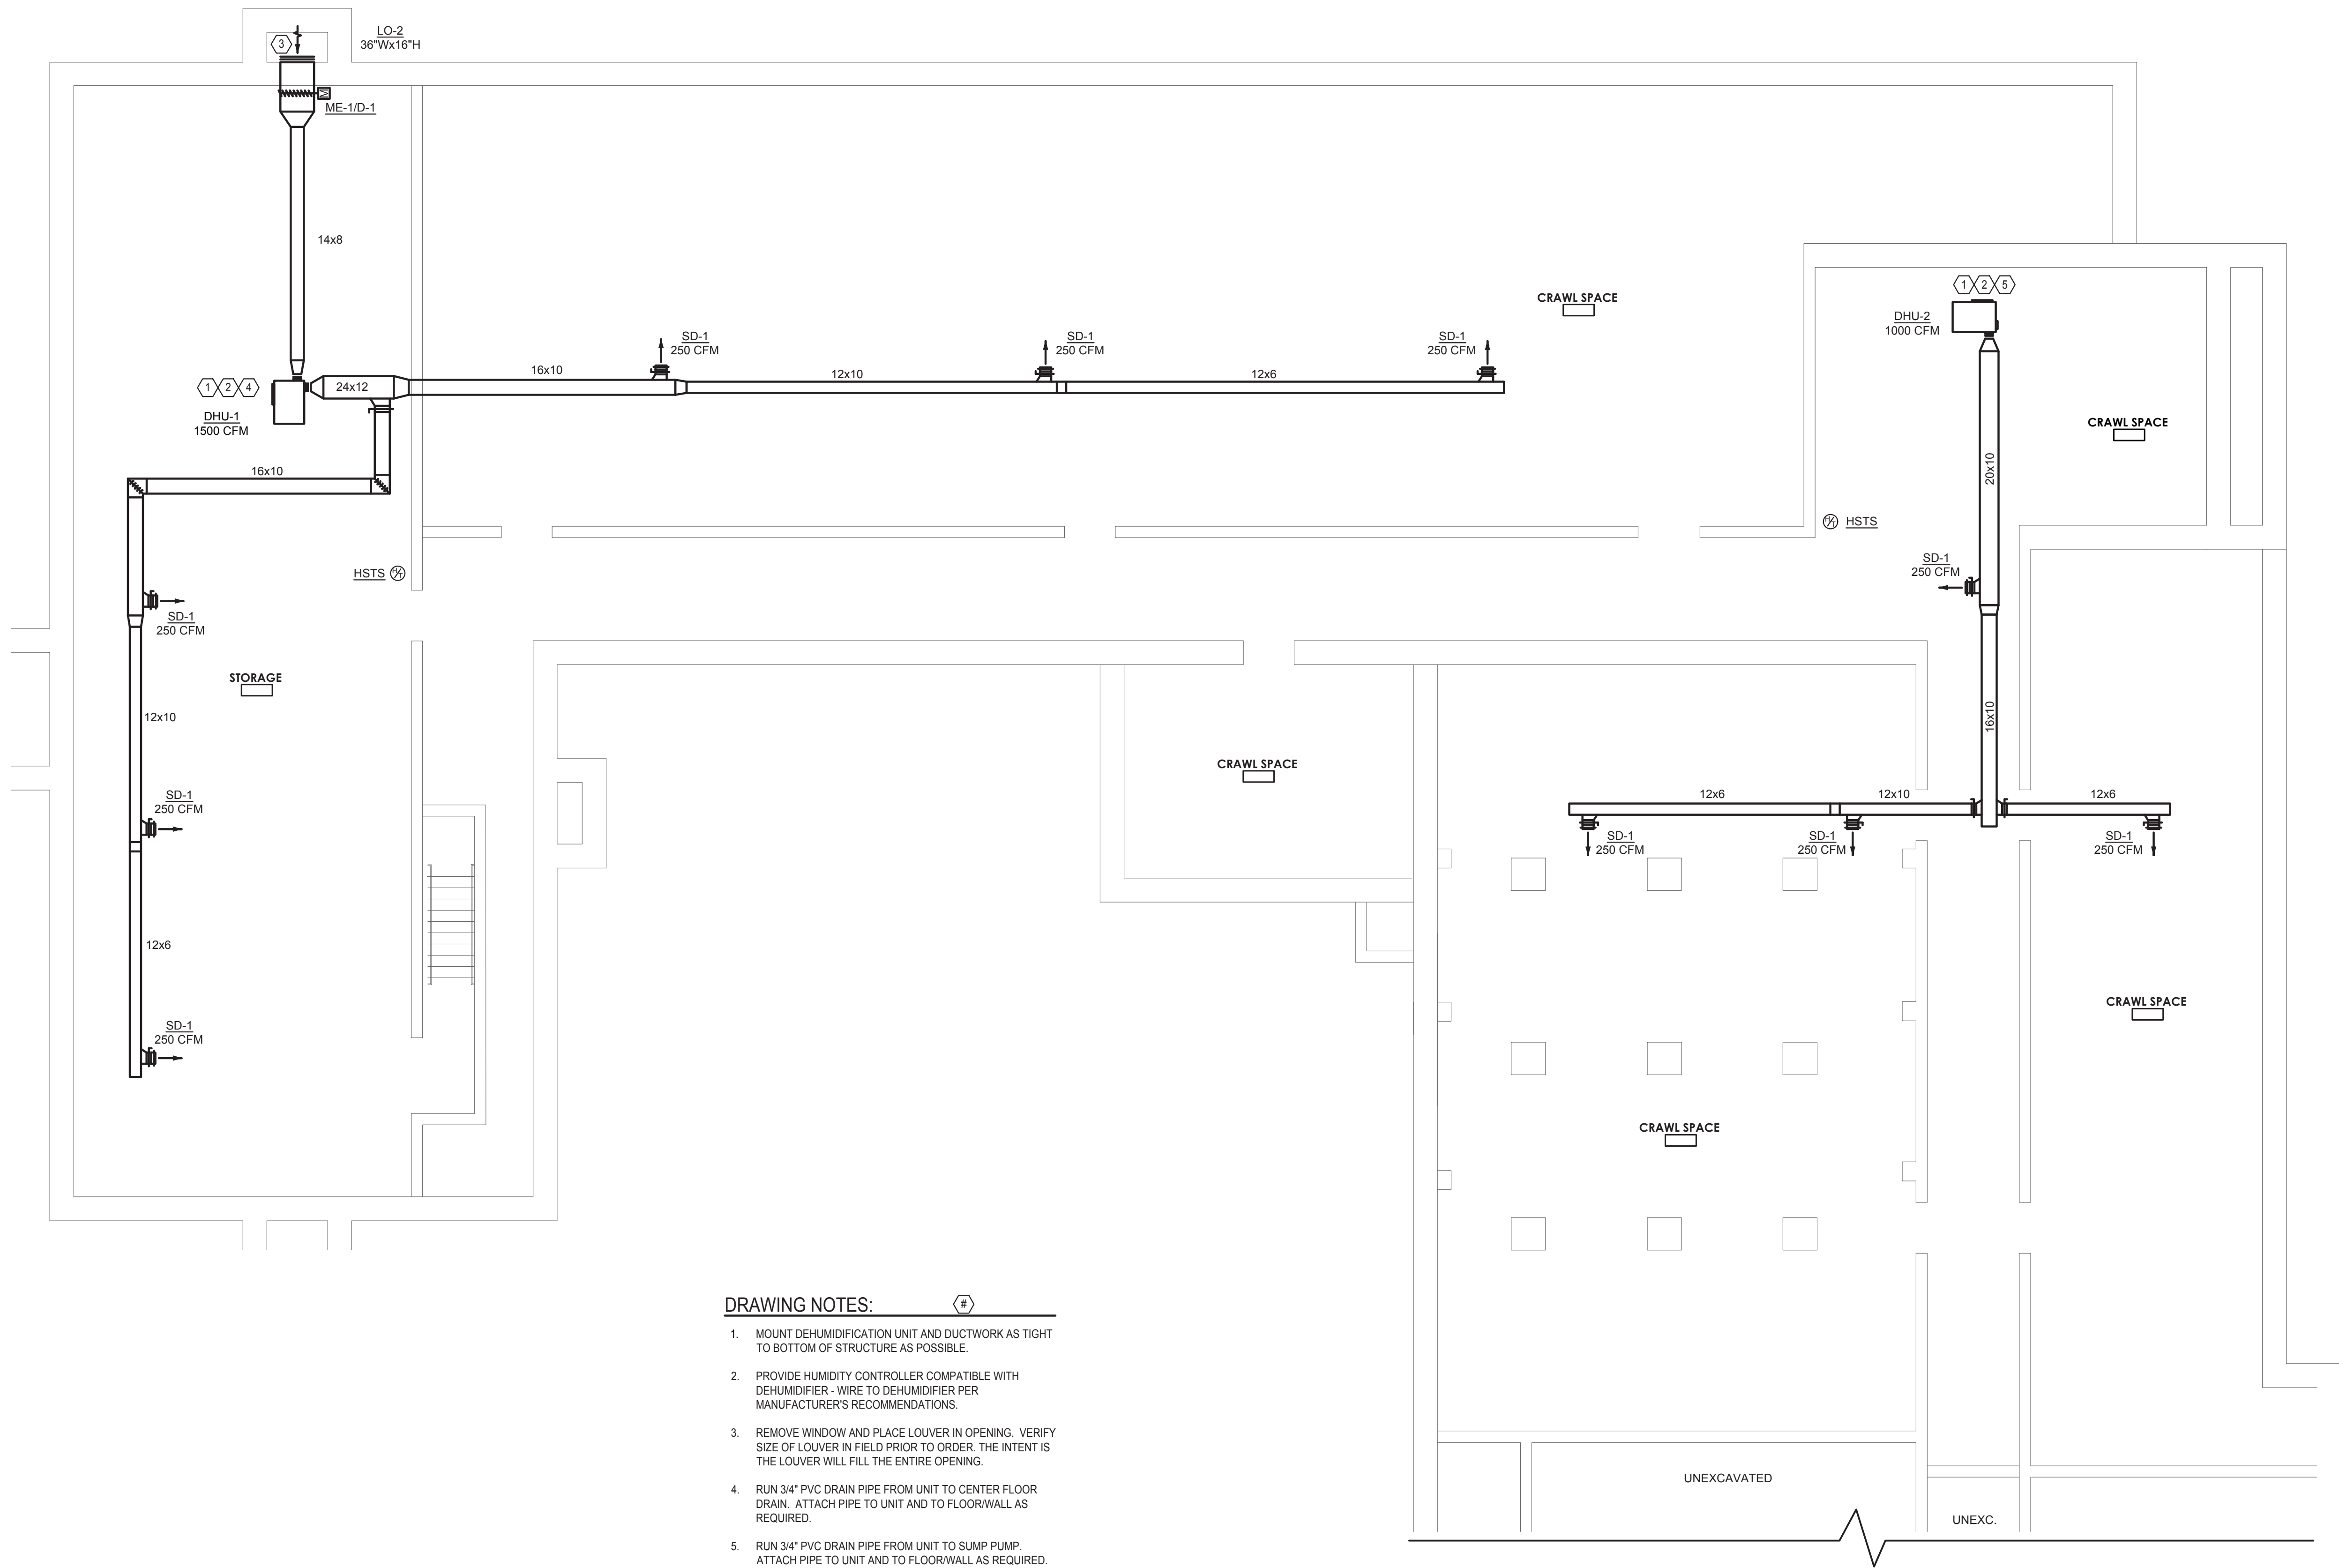 3
LO-2
36"Wx16"H
M
ME-1/D-1
14x8
1 2 4
DHU-1
1500 CFM
24x12
16x10
SD-1
250 CFM
12x10
SD-1
250 CFM
12x6
SD-1
250 CFM
CRAWL SPACE
1 2 5
DHU-2
1000 CFM
CRAWL SPACE
20x10
H/T HSTS
SD-1
250 CFM
16x10
16x10
HSTS H/T
SD-1
250 CFM
STORAGE
12x10
SD-1
250 CFM
12x6
SD-1
250 CFM
CRAWL SPACE
12x6
12x10
12x6
SD-1
250 CFM
SD-1
250 CFM
SD-1
250 CFM
CRAWL SPACE
CRAWL SPACE
UNEXCAVATED
UNEXC.
DRAWING NOTES: #
1. MOUNT DEHUMIDIFICATION UNIT AND DUCTWORK AS TIGHT
TO BOTTOM OF STRUCTURE AS POSSIBLE.
2. PROVIDE HUMIDITY CONTROLLER COMPATIBLE WITH
DEHUMIDIFIER - WIRE TO DEHUMIDIFIER PER
MANUFACTURER'S RECOMMENDATIONS.
3. REMOVE WINDOW AND PLACE LOUVER IN OPENING. VERIFY
SIZE OF LOUVER IN FIELD PRIOR TO ORDER. THE INTENT IS
THE LOUVER WILL FILL THE ENTIRE OPENING.
4. RUN 3/4" PVC DRAIN PIPE FROM UNIT TO CENTER FLOOR
DRAIN. ATTACH PIPE TO UNIT AND TO FLOOR/WALL AS
REQUIRED.
5. RUN 3/4" PVC DRAIN PIPE FROM UNIT TO SUMP PUMP.
ATTACH PIPE TO UNIT AND TO FLOOR/WALL AS REQUIRED.